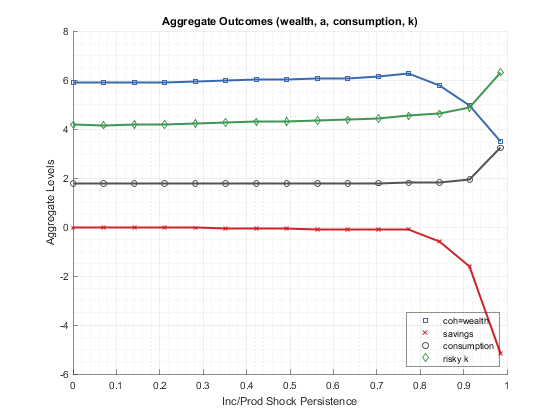 Aggregate Outcomes (wealth, a, consumption, k)
8
6
4
2
0
-2
-4
-6
Aggregate Levels
0 0.1 0.2 0.3 0.4 0.5 0.6 0.7 0.8 0.9 1
Inc/Prod Shock Persistence
coh=wealth
savings
consumption
risky k